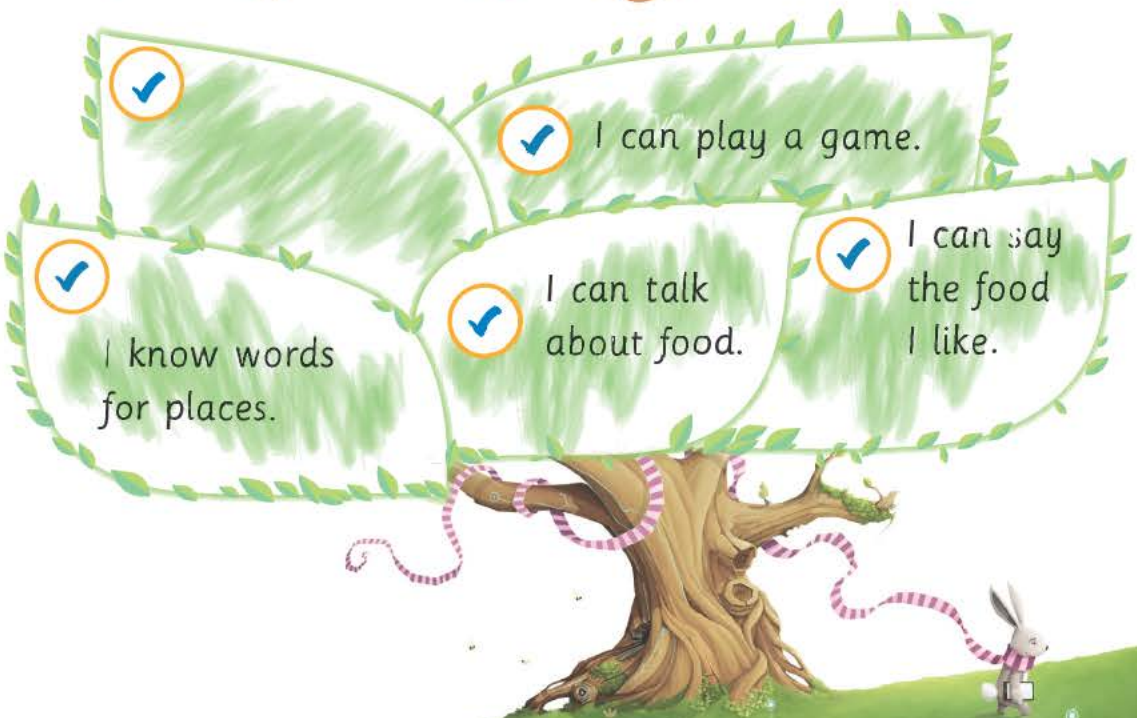 I can play a game.
I know words
for places.
I can talk
about food.
I can say
the food
I like.